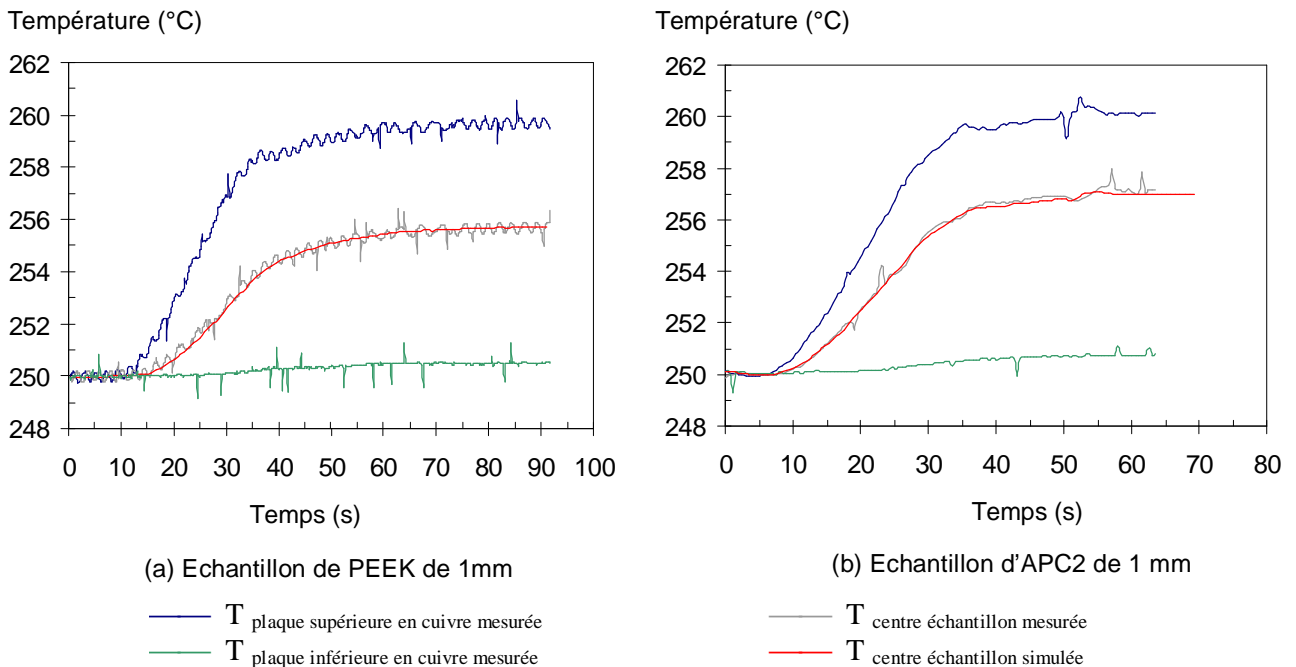 Température (°C)
262
260
258
256
254
252
250
248
0 10 20 30 40 50 60 70 80 90 100
Temps (s)
(a) Echantillon de PEEK de 1mm
Température (°C)
262
260
258
256
254
252
250
248
0 10 20 30 40 50 60 70 80
Temps (s)
(b) Echantillon d'APC2 de 1 mm
T plaque supérieure en cuivre mesurée
T plaque inférieure en cuivre mesurée
T centre échantillon mesurée
T centre échantillon simulée